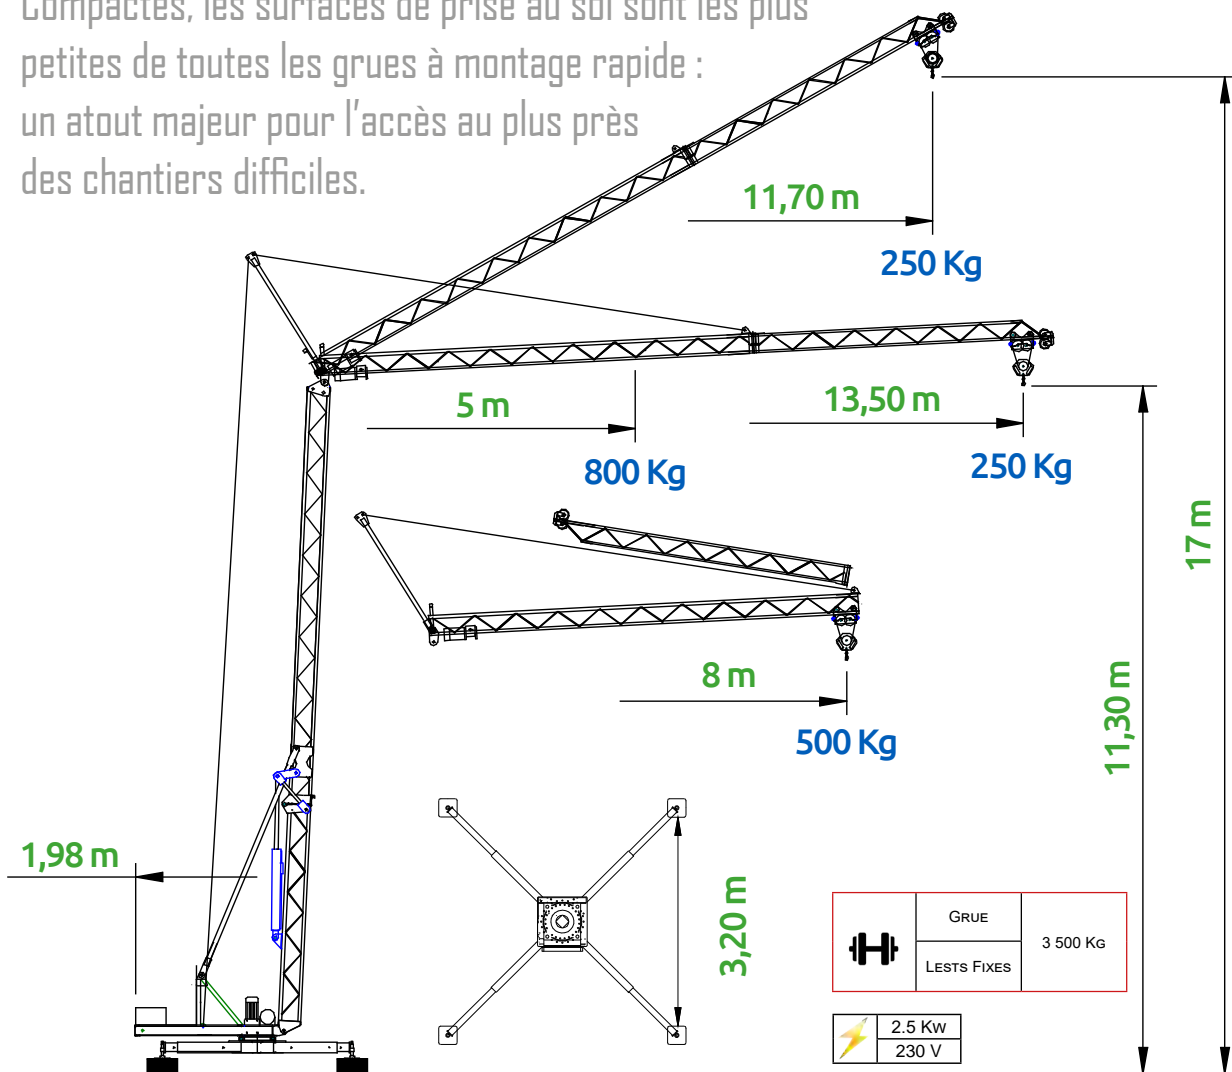 Compactes, les surfaces de prise au sol sont les plus
petites de toutes les grues à montage rapide :
un atout majeur pour l'accès au plus près
des chantiers difficiles.
11,70 m
250 Kg
5 m
13,50 m
800 Kg
250 Kg
17 m
8 m
11,30 m
500 Kg
1,98 m
3,20 m
GRUE
3 500 KG
LESTS FIXES
2.5 KW
230 V